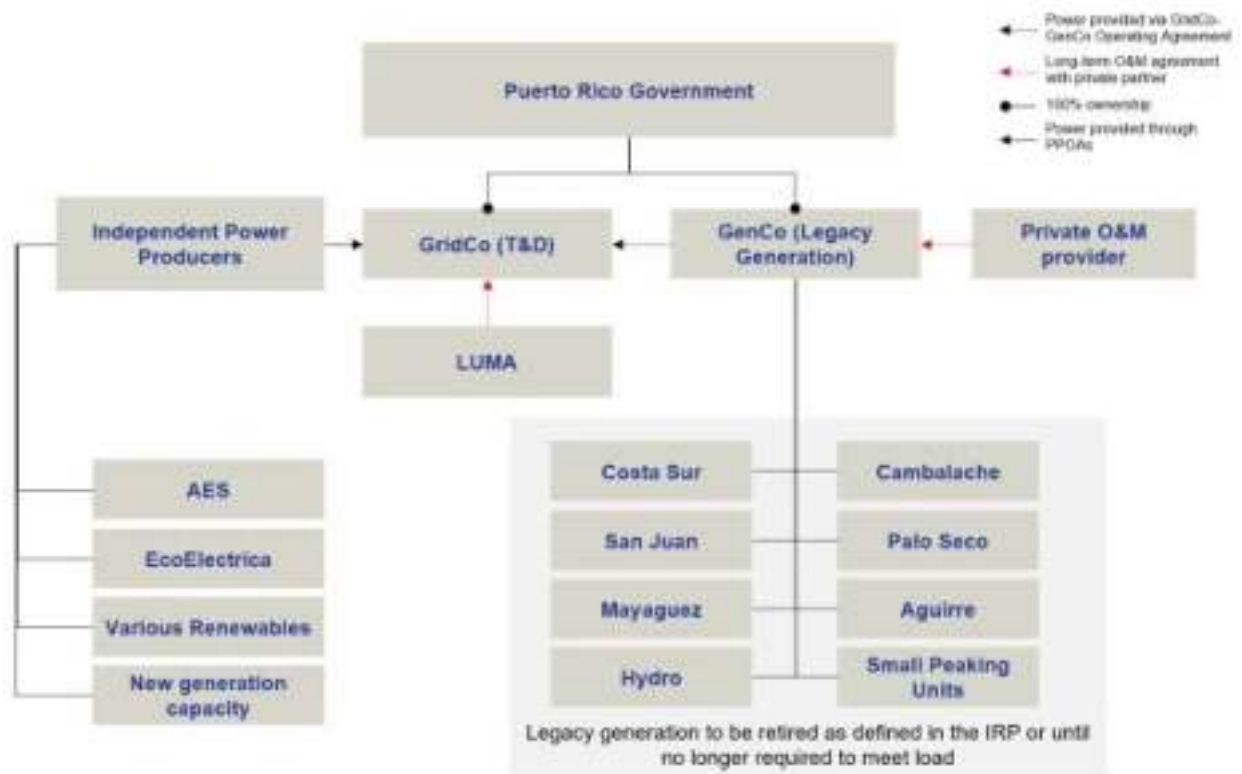 Power provided via GridCo-
GenCo Operating Agreement
Long-term O&M agreement
with private partner
100% ownership
Power provided through
PPOAs
Puerto Rico Government
Independent Power
Producers
GridCo (T&D)
GenCo (Legacy
Generation)
Private O&M
provider
LUMA
AES
EcoElectrica
Various Renewables
New generation
capacity
Costa Sur
Cambalache
San Juan
Palo Seco
Mayaguez
Aguirre
Hydro
Small Peaking
Units
Legacy generation to be retired as defined in the IRP or until
no longer required to meet load